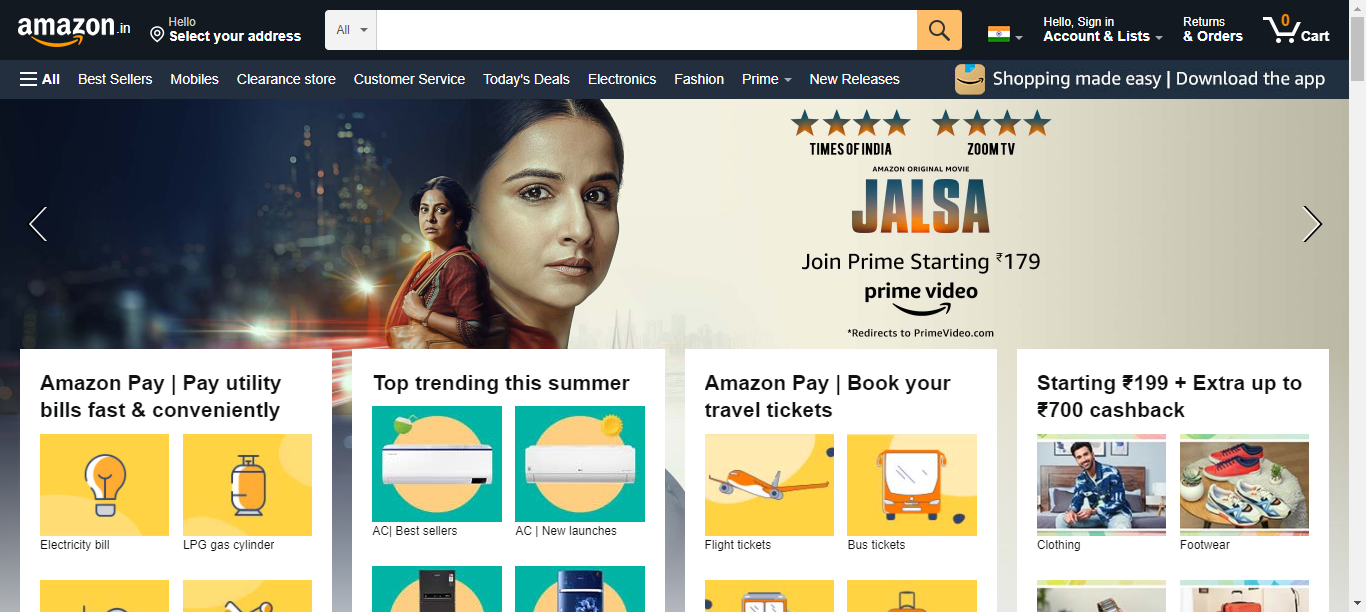 amazon.in
Hello
Select your address
All
Hello, Sign in
Account & Lists
Returns
& Orders
0
Cart
All
Best Sellers
Mobiles
Clearance store
Customer Service
Today's Deals
Electronics
Fashion
Prime
New Releases
Shopping made easy | Download the app
TIMES OF INDIA
ZOOM TV
AMAZON ORIGINAL MOVIE
JALSA
Join Prime Starting ₹179
prime video
*Redirects to PrimeVideo.com
Amazon Pay | Pay utility
bills fast & conveniently
Electricity bill
LPG gas cylinder
Top trending this summer
AC| Best sellers
AC | New launches
Amazon Pay | Book your
travel tickets
Flight tickets
Bus tickets
Starting ₹199 + Extra up to
₹700 cashback
Clothing
Footwear